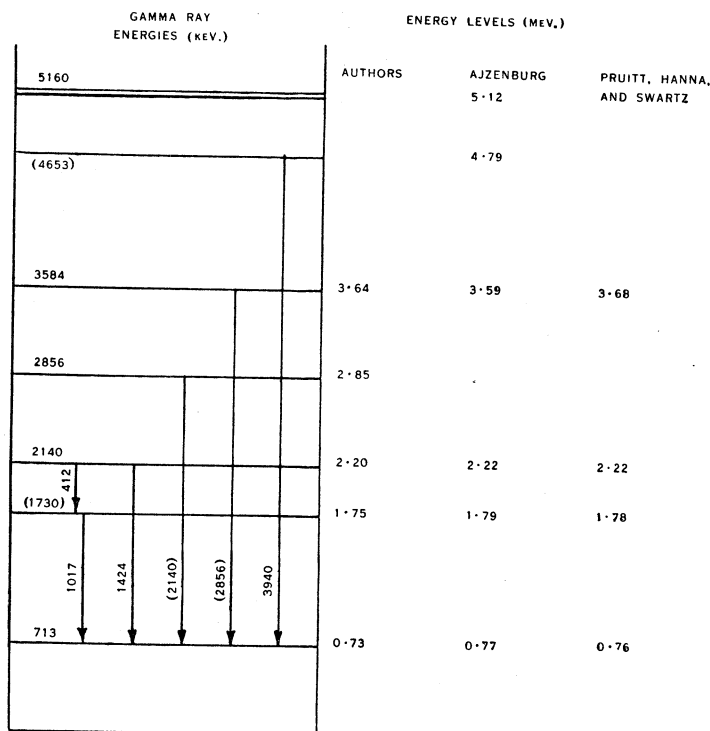 GAMMA RAY
ENERGIES (KEV.)
ENERGY LEVELS (MEV.)
AUTHORS AJZENBURG PRUITT, HANNA, AND SWARTZ
5160 5·12
(4653) 4·79
3584 3·64 3·59 3·68
2856 2·85
2140 2·20 2·22 2·22
412
(1730) 1·75 1·79 1·78
1017 1424 (2140) (2856) 3940
713 0·73 0·77 0·76